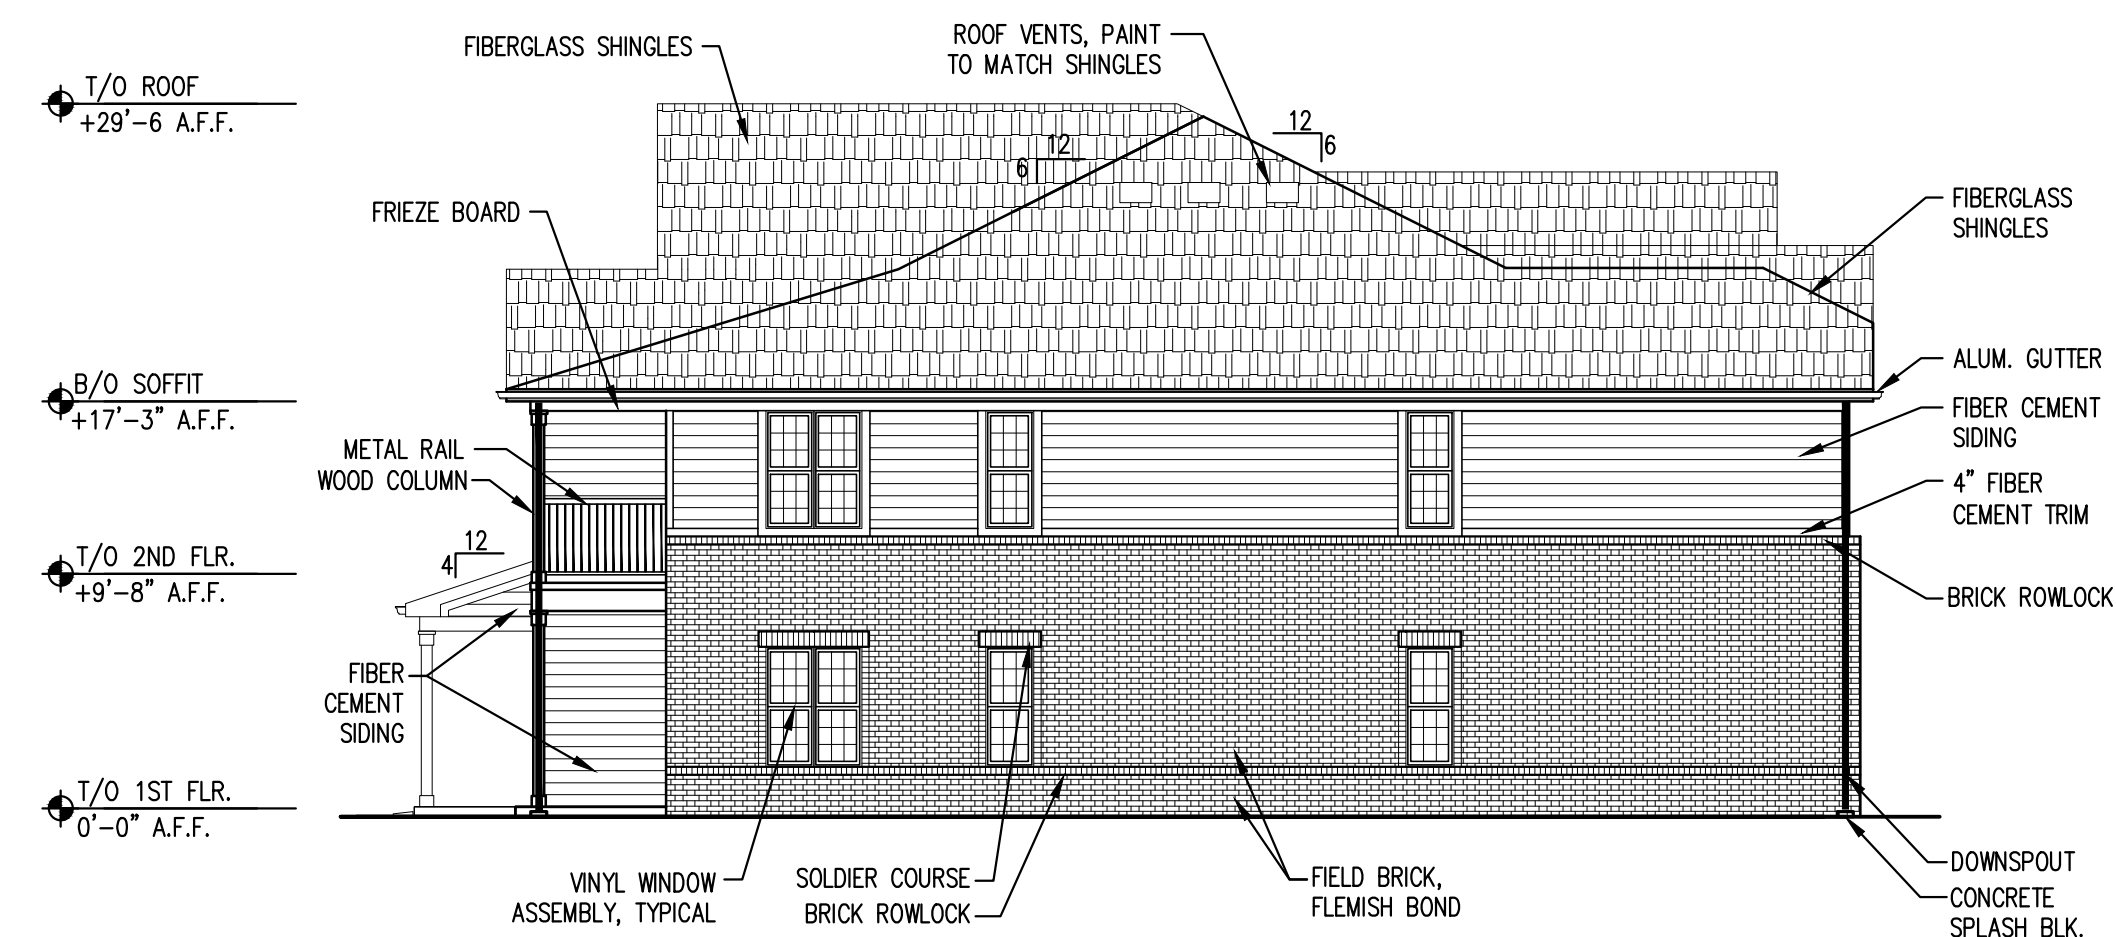 FIBERGLASS SHINGLES
ROOF VENTS, PAINT
TO MATCH SHINGLES
T/O ROOF
+29'-6 A.F.F.
12
6
12
6
FRIEZE BOARD
FIBERGLASS
SHINGLES
B/O SOFFIT
+17'-3" A.F.F.
ALUM. GUTTER
FIBER CEMENT
SIDING
METAL RAIL
WOOD COLUMN
4" FIBER
CEMENT TRIM
12
4
T/O 2ND FLR.
+9'-8" A.F.F.
BRICK ROWLOCK
FIBER
CEMENT
SIDING
T/O 1ST FLR.
0'-0" A.F.F.
VINYL WINDOW
ASSEMBLY, TYPICAL
SOLDIER COURSE
BRICK ROWLOCK
FIELD BRICK,
FLEMISH BOND
DOWNSPOUT
CONCRETE
SPLASH BLK.